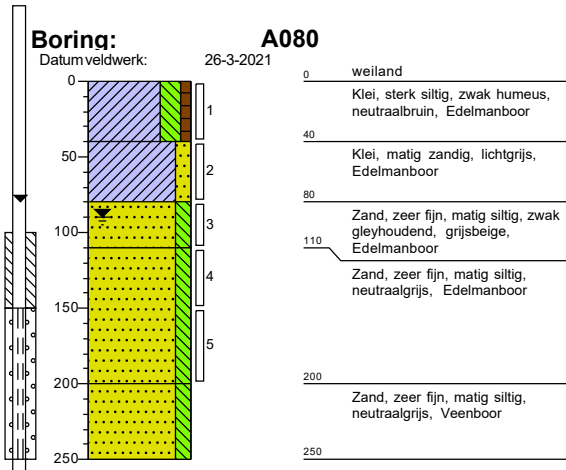 Boring: A080
Datum veldwerk: 26-3-2021
0
50
100
150
200
250
1
2
3
4
5
0 weiland
Klei, sterk siltig, zwak humeus,
neutraalbruin, Edelmanboor
40
Klei, matig zandig, lichtgrijs,
Edelmanboor
80
Zand, zeer fijn, matig siltig, zwak
gleyhoudend, grijsbeige,
Edelmanboor
110
Zand, zeer fijn, matig siltig,
neutraalgrijs, Edelmanboor
200
Zand, zeer fijn, matig siltig,
neutraalgrijs, Veenboor
250